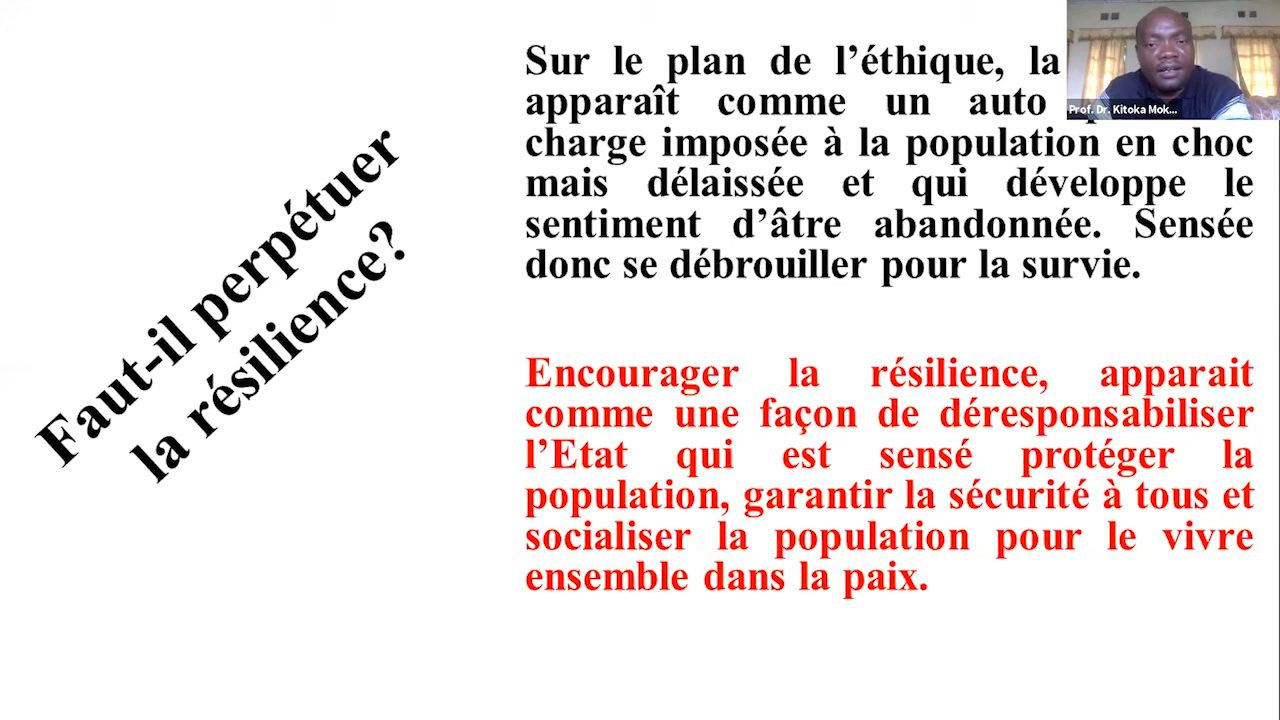 Faut-il perpétuer
la résilience?
Sur le plan de l’éthique, la
apparaît comme un auto
charge imposée à la population en choc
mais délaissée et qui développe le
sentiment d’âtre abandonnée. Sensée
donc se débrouiller pour la survie.
Encourager la résilience, apparait
comme une façon de déresponsabiliser
l’Etat qui est sensé protéger la
population, garantir la sécurité à tous et
socialiser la population pour le vivre
ensemble dans la paix.
Prof. Dr. Kitoka Mok...